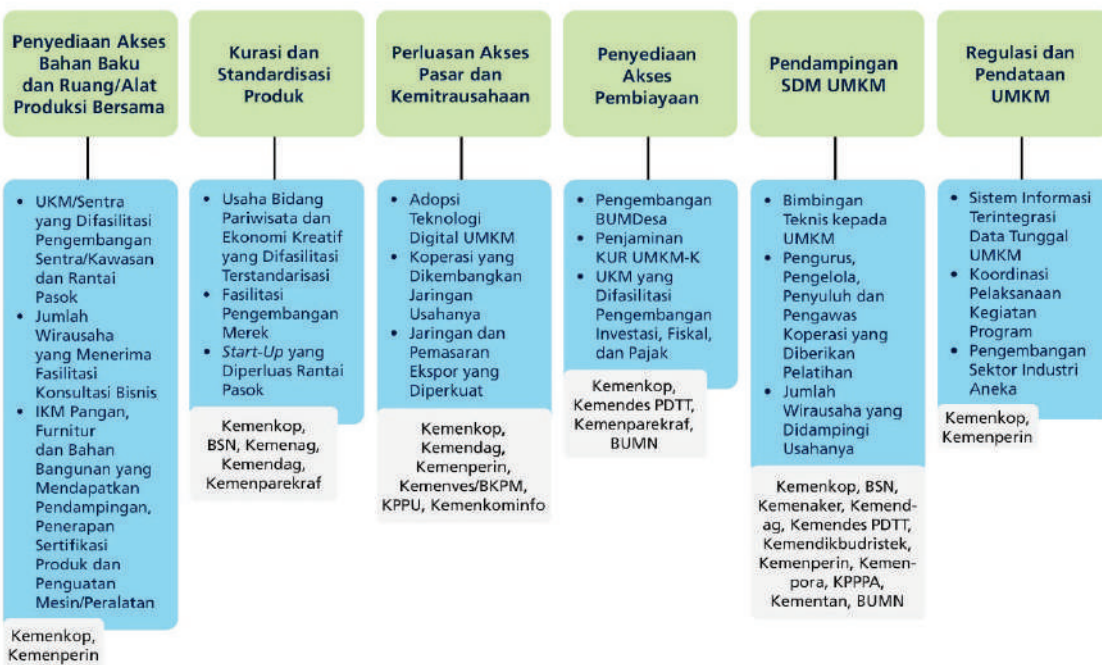 Penyediaan Akses
Bahan Baku
dan Ruang/Alat
Produksi Bersama
• UKM/Sentra
yang Difasilitasi
Pengembangan
Sentra/Kawasan
dan Rantai
Pasok
• Jumlah
Wirausaha
yang Menerima
Fasilitasi
Konsultasi Bisnis
• IKM Pangan,
Furnitur
dan Bahan
Bangunan yang
Mendapatkan
Pendampingan,
Penerapan
Sertifikasi
Produk dan
Penguatan
Mesin/Peralatan
Kemenkop,
Kemenperin
Kurasi dan
Standardisasi
Produk
• Usaha Bidang
Pariwisata dan
Ekonomi Kreatif
yang Difasilitasi
Terstandarisasi
• Fasilitasi
Pengembangan
Merek
• Start-Up yang
Diperluas Rantai
Pasok
Kemenkop,
BSN, Kemenag,
Kemendag,
Kemenparekraf
Perluasan Akses
Pasar dan
Kemitrausahaan
• Adopsi
Teknologi
Digital UMKM
• Koperasi yang
Dikembangkan
Jaringan
Usahanya
• Jaringan dan
Pemasaran
Ekspor yang
Diperkuat
Kemenkop,
Kemendag,
Kemenperin,
Kemenves/BKPM,
KPPU, Kemenkominfo
Penyediaan
Akses
Pembiayaan
• Pengembangan
BUMDesa
• Penjaminan
KUR UMKM-K
• UKM yang
Difasilitasi
Pengembangan
Investasi, Fiskal,
dan Pajak
Kemenkop,
Kemendes PDTT,
Kemenparekraf,
BUMN
Pendampingan
SDM UMKM
• Bimbingan
Teknis kepada
UMKM
• Pengurus,
Pengelola,
Penyuluh dan
Pengawas
Koperasi yang
Diberikan
Pelatihan
• Jumlah
Wirausaha yang
Didampingi
Usahanya
Kemenkop, BSN,
Kemenaker, Kemend-
ag, Kemendes PDTT,
Kemendikbudristek,
Kemenperin, Kemen-
pora, KPPPA,
Kementan, BUMN
Regulasi dan
Pendataan
UMKM
• Sistem Informasi
Terintegrasi
Data Tunggal
UMKM
• Koordinasi
Pelaksanaan
Kegiatan
Program
• Pengembangan
Sektor Industri
Aneka
Kemenkop,
Kemenperin